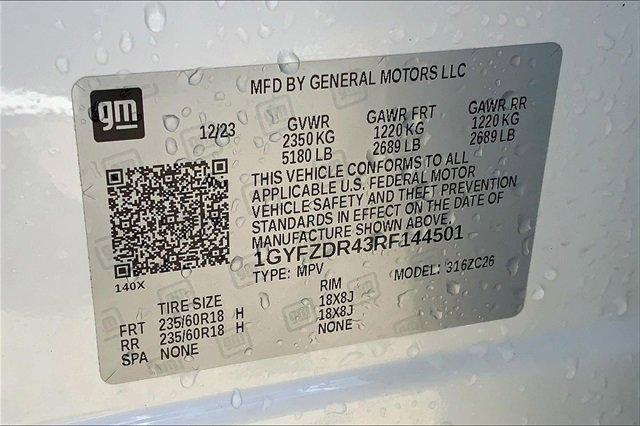 MFD BY GENERAL MOTORS LLC
gm
12/23
GVWR
2350 KG
5180 LB
GAWR FRT
1220 KG
2689 LB
GAWR RR
1220 KG
2689 LB
THIS VEHICLE CONFORMS TO ALL
APPLICABLE U.S. FEDERAL MOTOR
VEHICLE SAFETY AND THEFT PREVENTION
STANDARDS IN EFFECT ON THE DATE OF
MANUFACTURE SHOWN ABOVE.
1GYFZDR43RF144501
TYPE: MPV
MODEL: 316ZC26
140X
TIRE SIZE
RIM
FRT 235/60R18 H 18X8J
RR 235/60R18 H 18X8J
SPA NONE NONE